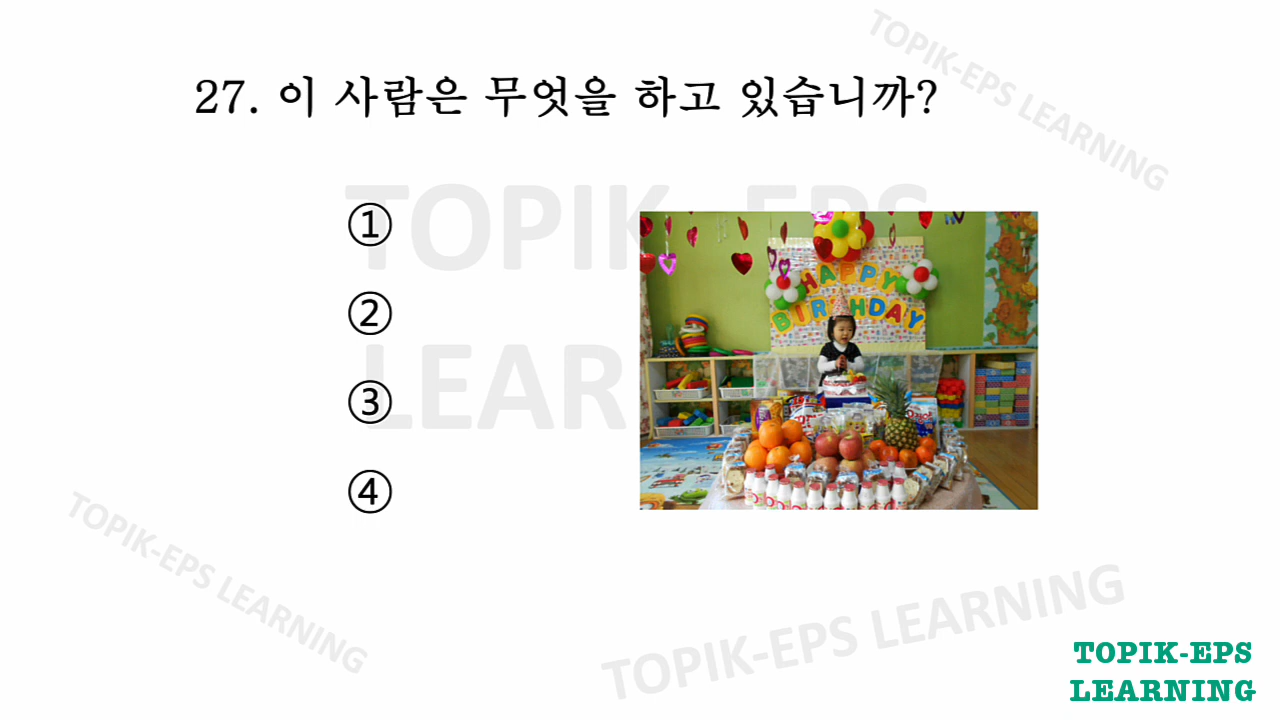 27. 이 사람은 무엇을 하고 있습니까?
①
②
③
④
HAPPY
BIRTHDAY
TOPIK-EPS LEARNING
TOPIK-EPS
LEARNING
TOPIK-EPS LEARNING
TOPIK-EPS LEARNING
TOPIK-EPS
LEARNING